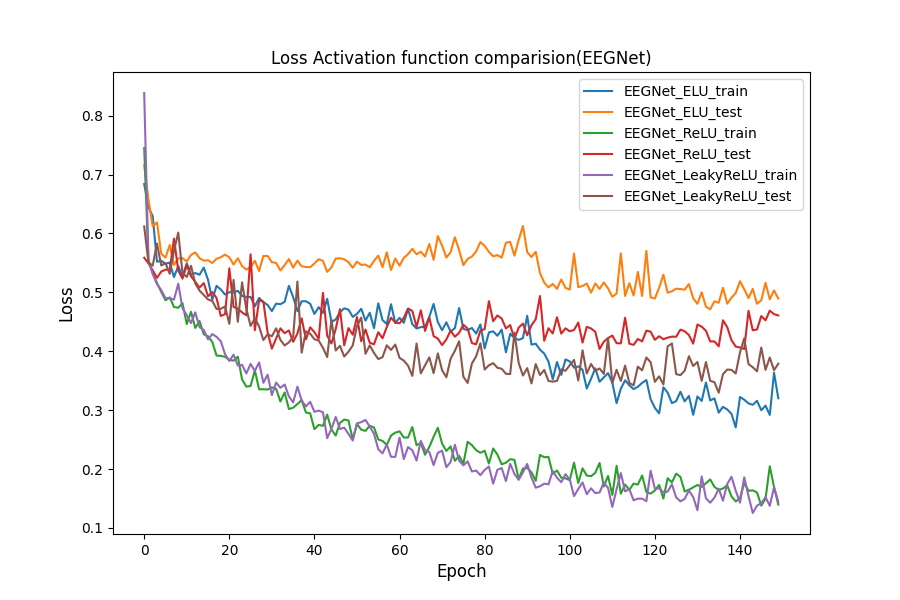 Loss Activation function comparision(EEGNet)
EEGNet_ELU_train
EEGNet_ELU_test
EEGNet_ReLU_train
EEGNet_ReLU_test
EEGNet_LeakyReLU_train
EEGNet_LeakyReLU_test
Loss
0.8
0.7
0.6
0.5
0.4
0.3
0.2
0.1
0 20 40 60 80 100 120 140
Epoch